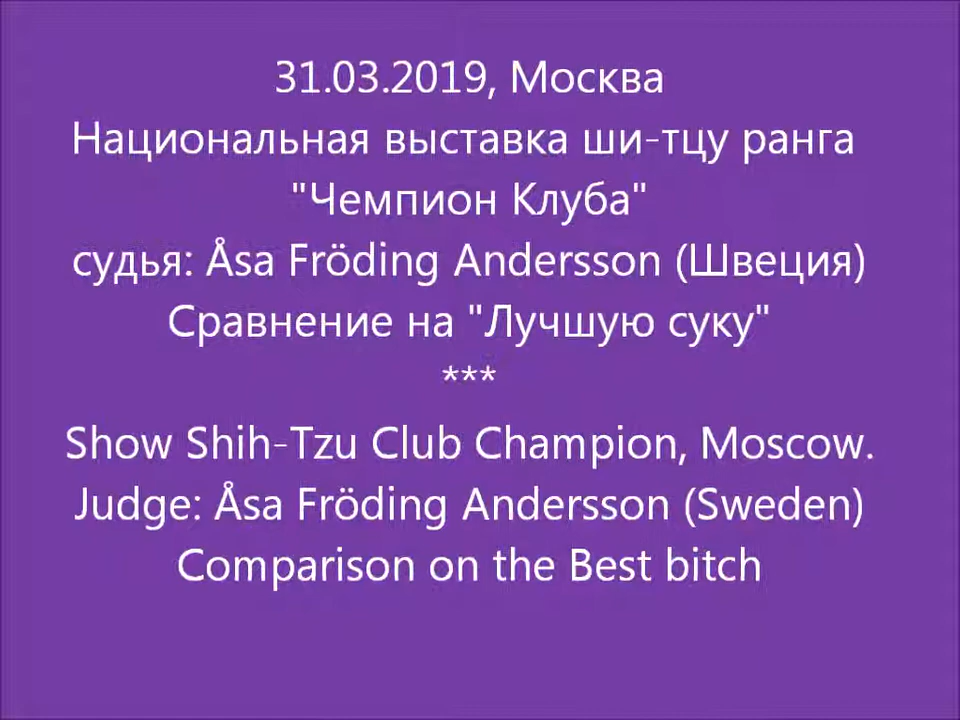 31.03.2019, Москва
Национальная выставка ши-тцу ранга
"Чемпион Клуба"
судья: Åsa Fröding Andersson (Швеция)
Сравнение на "Лучшую суку"
***
Show Shih-Tzu Club Champion, Moscow.
Judge: Åsa Fröding Andersson (Sweden)
Comparison on the Best bitch